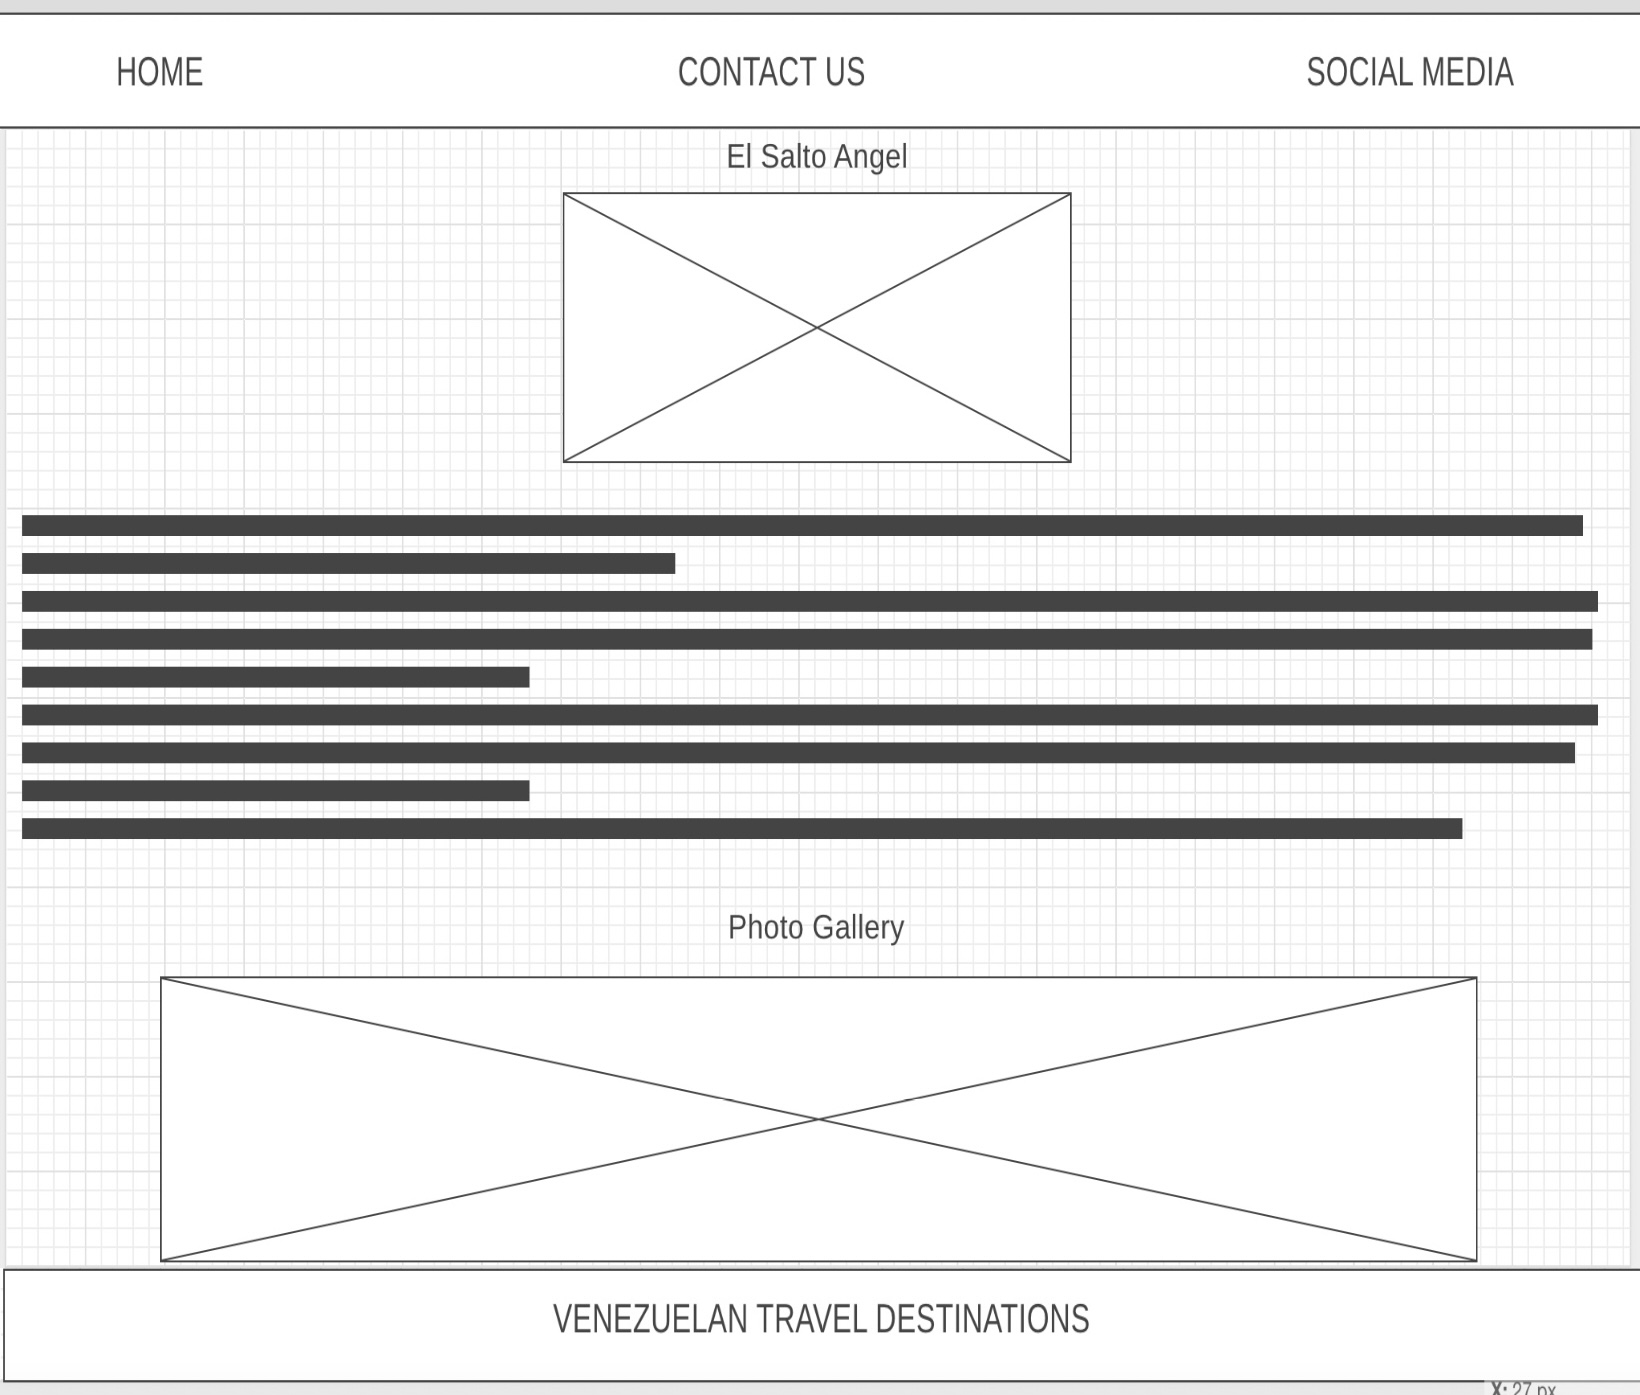 HOME CONTACT US SOCIAL MEDIA
El Salto Angel
Photo Gallery
VENEZUELAN TRAVEL DESTINATIONS
X: 27 px